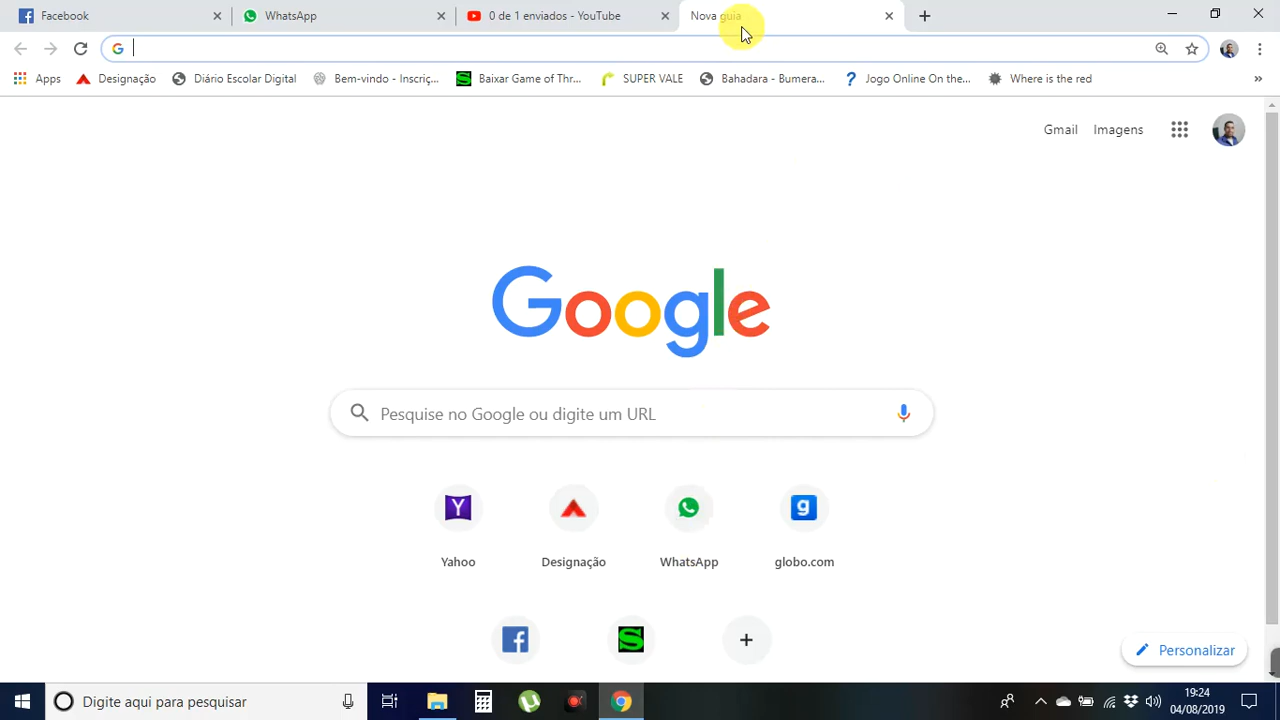 Facebook
WhatsApp
0 de 1 enviados - YouTube
Nova guia
Apps
Designação
Diário Escolar Digital
Bem-vindo - Inscriç...
Baixar Game of Thr...
SUPER VALE
Sahadara - Bumera...
Jogo Online On the...
Where is the red
»
Gmail
Imagens
Google
Pesquise no Google ou digite um URL
Yahoo
Designação
WhatsApp
globo.com
Personalizar
Digite aqui para pesquisar
19:24
04/08/2019